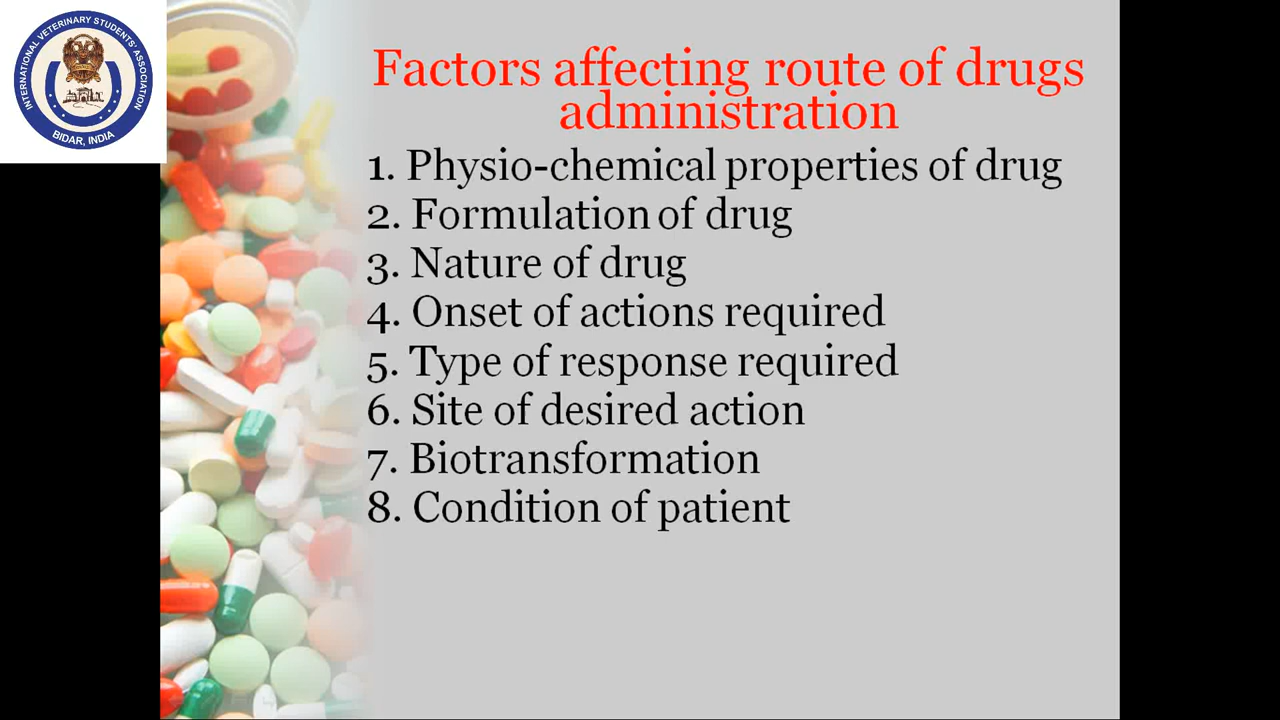 INTERNATIONAL VETERINARY STUDENTS' ASSOCIATION
BIDAR, INDIA
Factors affecting route of drugs
administration
1. Physio-chemical properties of drug
2. Formulation of drug
3. Nature of drug
4. Onset of actions required
5. Type of response required
6. Site of desired action
7. Biotransformation
8. Condition of patient